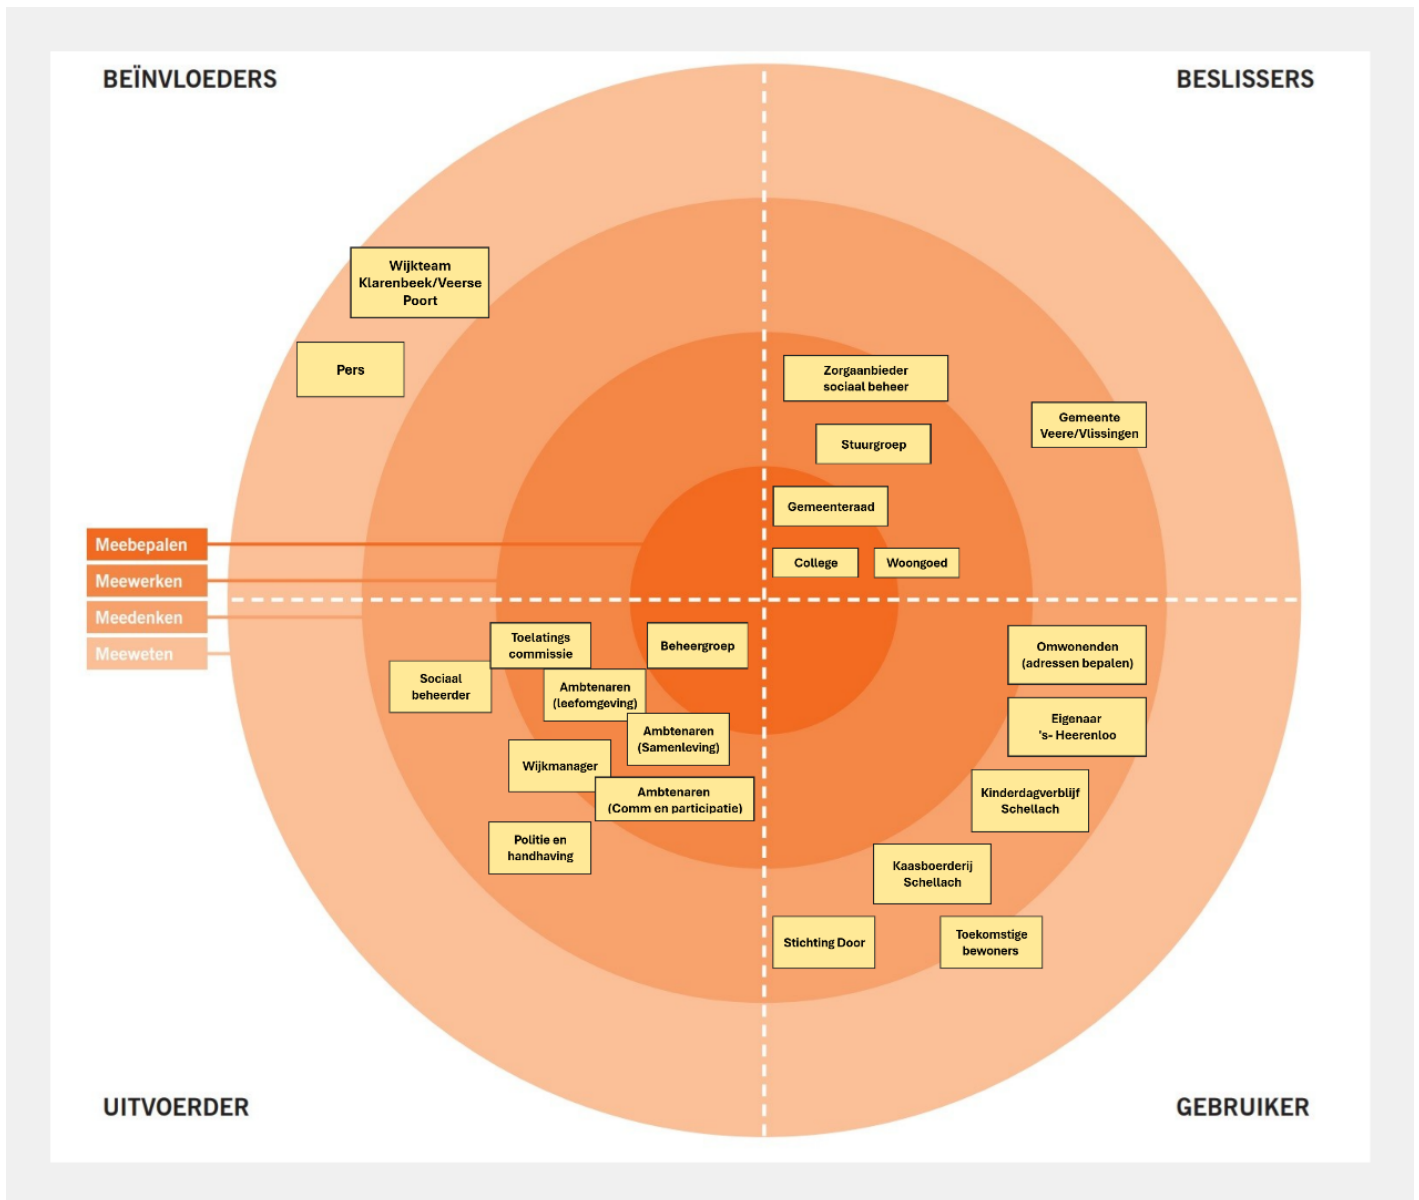 BEÏNVLOEDERS
BESLISSERS
Wijkteam
Klarenbeek/Veerse
Poort
Pers
Zorgaanbieder
sociaal beheer
Gemeente
Veere/Vlissingen
Stuurgroep
Gemeenteraad
College
Woongoed
Meebepalen
Meewerken
Meedenken
Meeweten
Toelatings
commissie
Beheergroep
Sociaal
beheerder
Ambtenaren
(leefomgeving)
Ambtenaren
(Samenleving)
Wijkmanager
Ambtenaren
(Comm en participatie)
Politie en
handhaving
Omwonenden
(adressen bepalen)
Eigenaar
's- Heerenloo
Kinderdagverblijf
Schellach
Kaasboerderij
Schellach
Stichting Door
Toekomstige
bewoners
UITVOERDER
GEBRUIKER